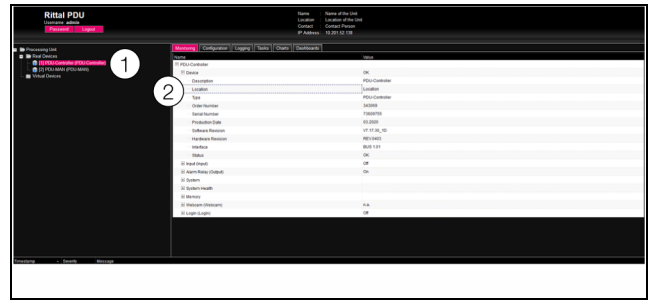 Rittal PDU
Username admin
Password Logout
Name : Name of the Unit
Location : Location of the Unit
Contact : Contact Person
IP Address : 10.201.52.138
Processing Unit
Real Devices
[1] PDU-Controller (PDU-Controller)
[2] PDU-MAN (PDU-MAN)
Virtual Devices
1
2
Monitoring Configuration Logging Tasks Charts Dashboards
Name Value
PDU-Controller
Device OK
Description PDU-Controller
Location Location
Type PDU-Controller
Order Number
Serial Number
Production Date 03.2020
Software Revision
Hardware Revision
Interface
Status OK
Input (Input) Off
Alarm Relay (Output) On
System
System Health
Memory
Webcam (Webcam) n.a.
Login (Login) Off
Timestamp Severity Message